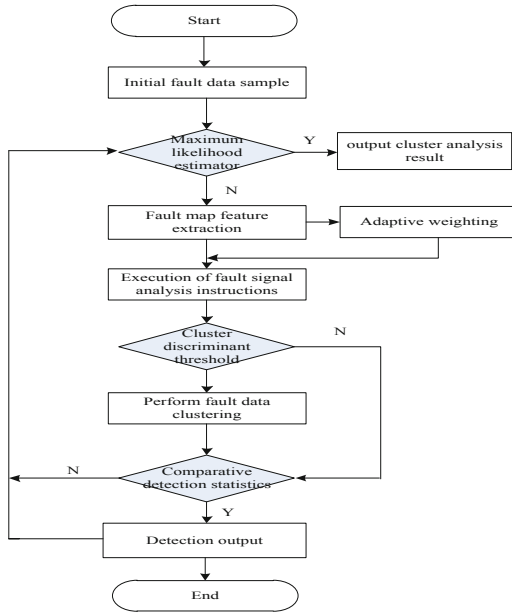 Start
Initial fault data sample
Maximum
likelihood
estimator
Y
output cluster analysis
result
N
Fault map feature
extraction
Adaptive weighting
Execution of fault signal
analysis instructions
Cluster
discriminant
threshold
N
Perform fault data
clustering
Comparative
detection statistics
N
Y
Detection output
End